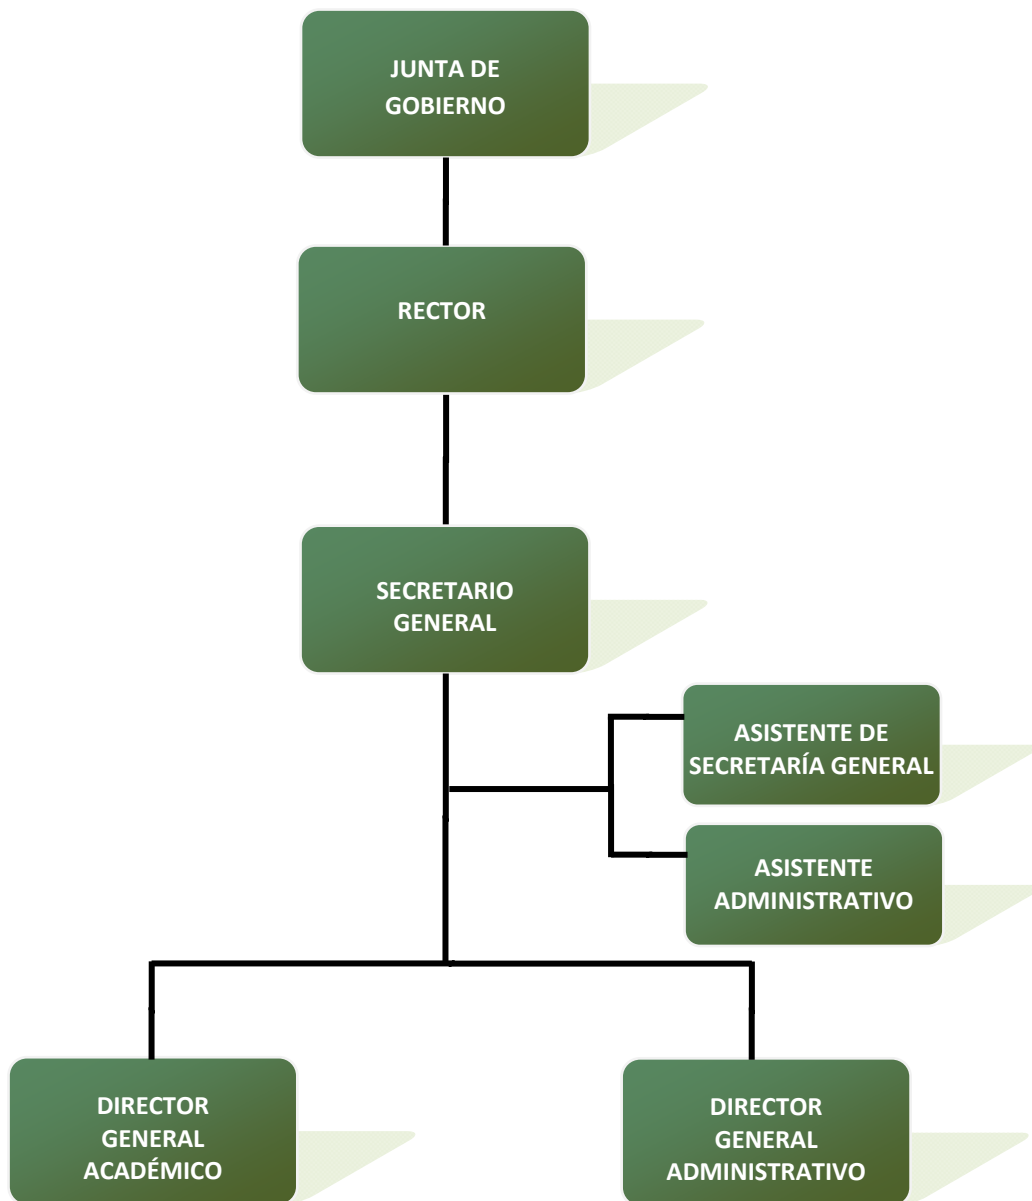 JUNTA DE
GOBIERNO
RECTOR
SECRETARIO
GENERAL
ASISTENTE DE
SECRETARÍA GENERAL
ASISTENTE
ADMINISTRATIVO
DIRECTOR
GENERAL
ACADÉMICO
DIRECTOR
GENERAL
ADMINISTRATIVO